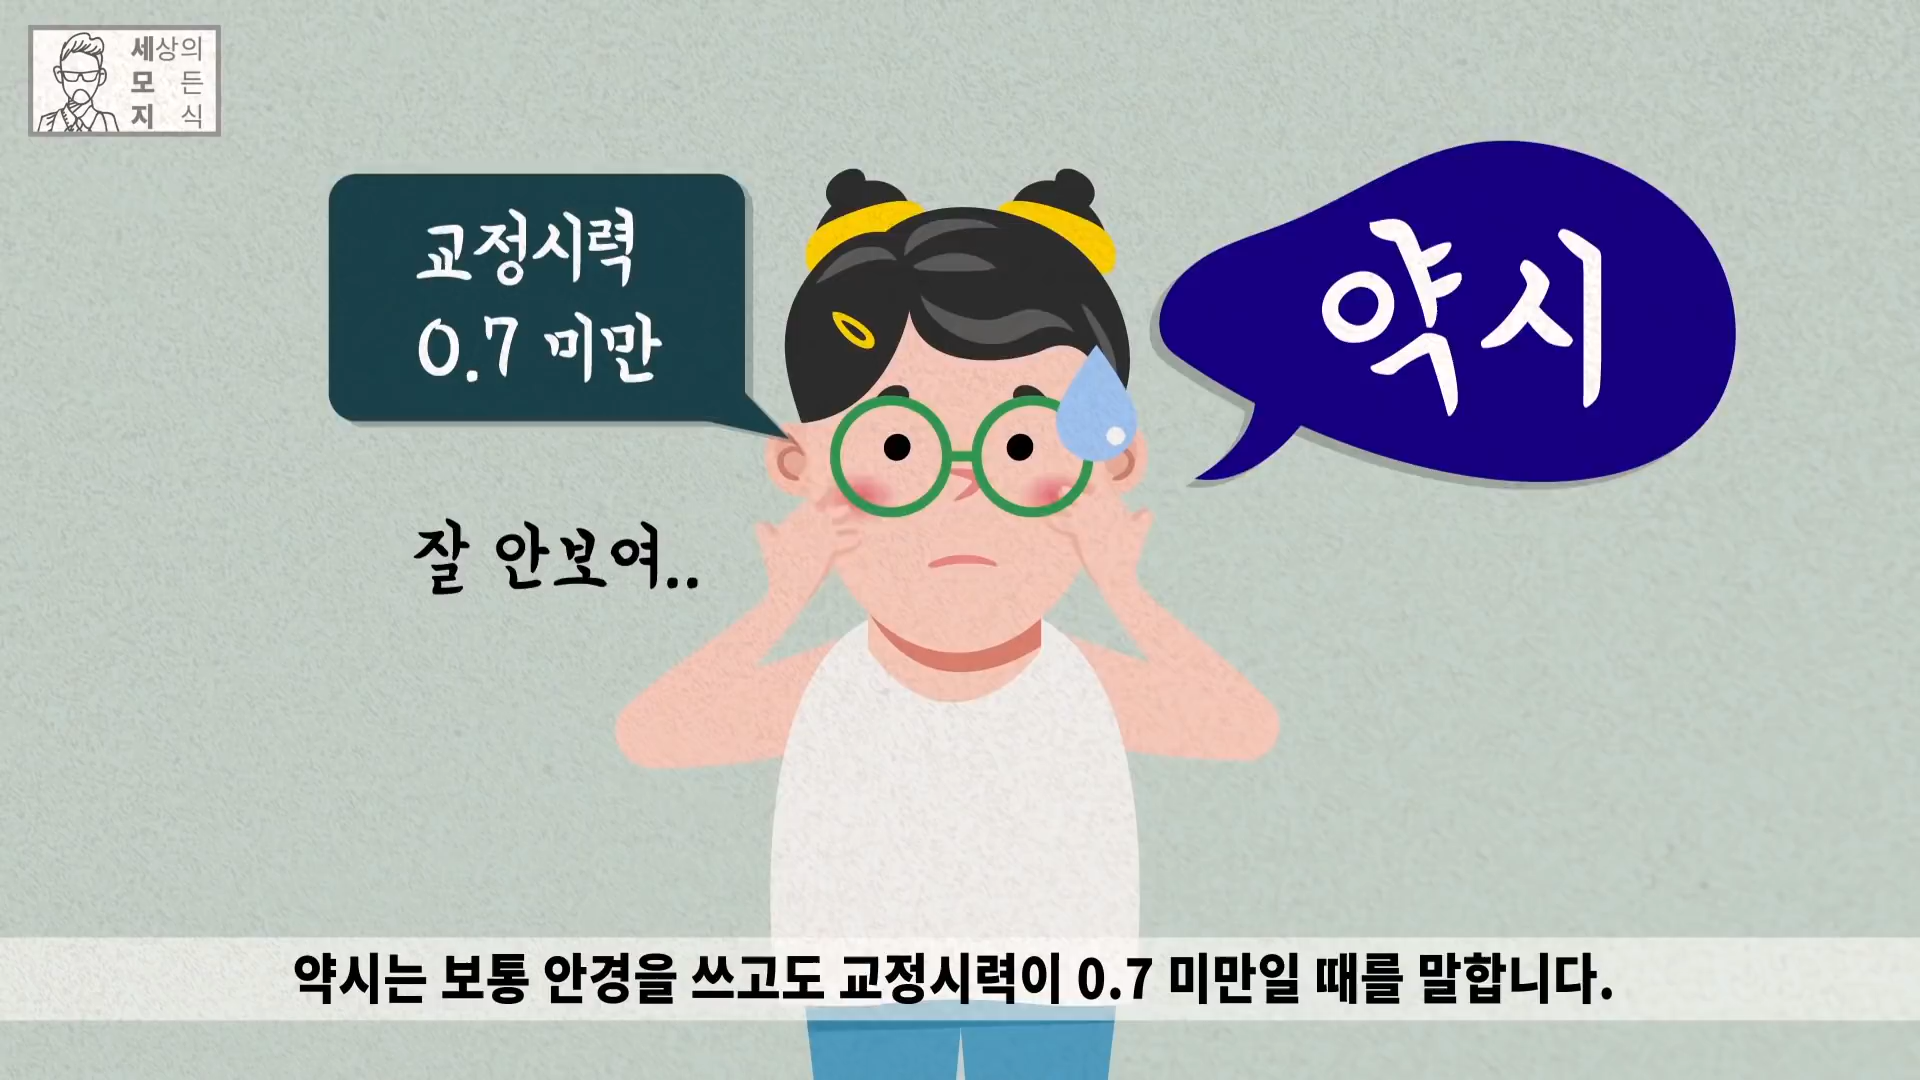 세상의
모든
지식
교정시력
0.7 미만
약시
잘 안보여..
약시는 보통 안경을 쓰고도 교정시력이 0.7 미만일 때를 말합니다.